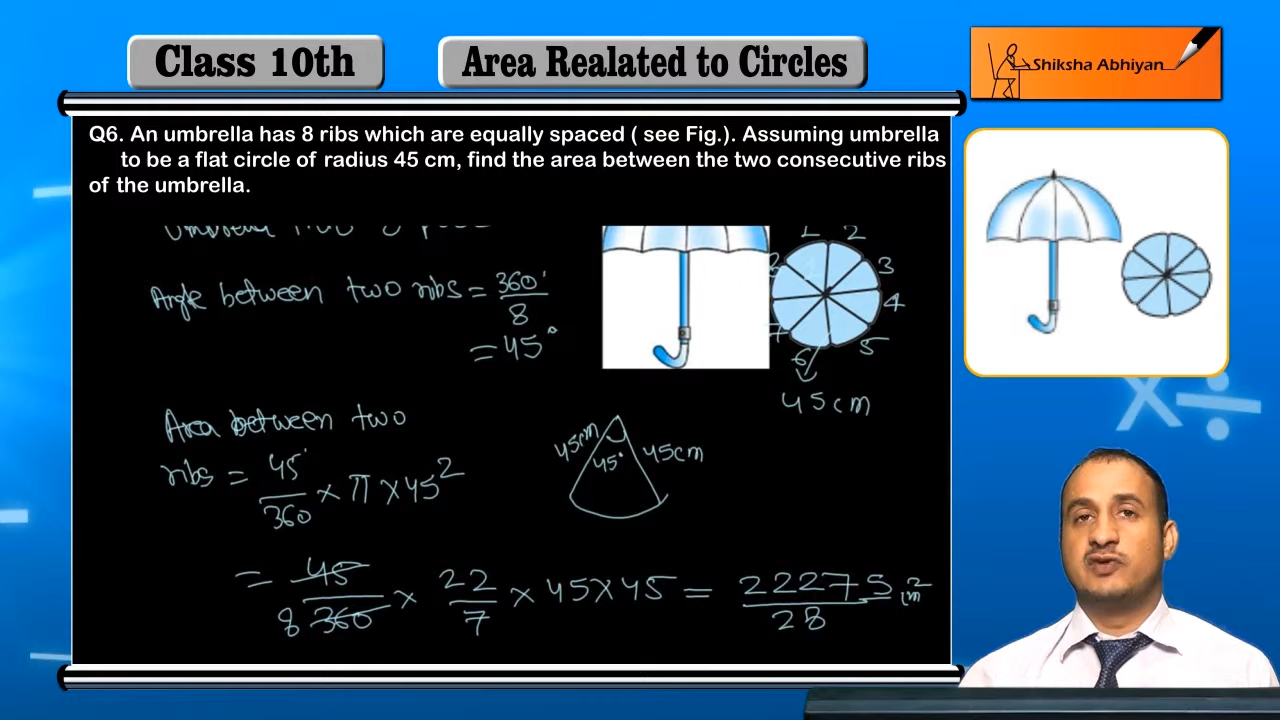 Class 10th
Area Realated to Circles
Shiksha Abhiyan
Q6. An umbrella has 8 ribs which are equally spaced ( see Fig.). Assuming umbrella
to be a flat circle of radius 45 cm, find the area between the two consecutive ribs
of the umbrella.
1 2
3
4
5
6
7
45cm
Angle between two ribs = 360°/8
= 45°
Area between two
ribs = 45°/360 × π × 45²
45cm 45° 45cm
= 45/8 360 × 22/7 × 45×45 = 22275/28 cm²